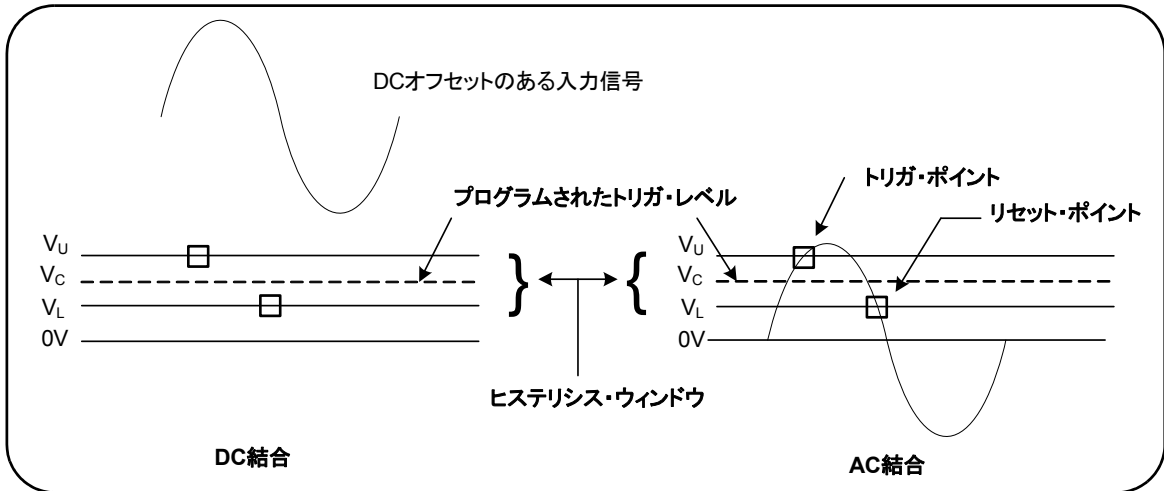 DCオフセットのある入力信号
プログラムされたトリガ・レベル
トリガ・ポイント
リセット・ポイント
VU
VC
VL
0V
VU
VC
VL
0V
ヒステリシス・ウィンドウ
DC結合
AC結合